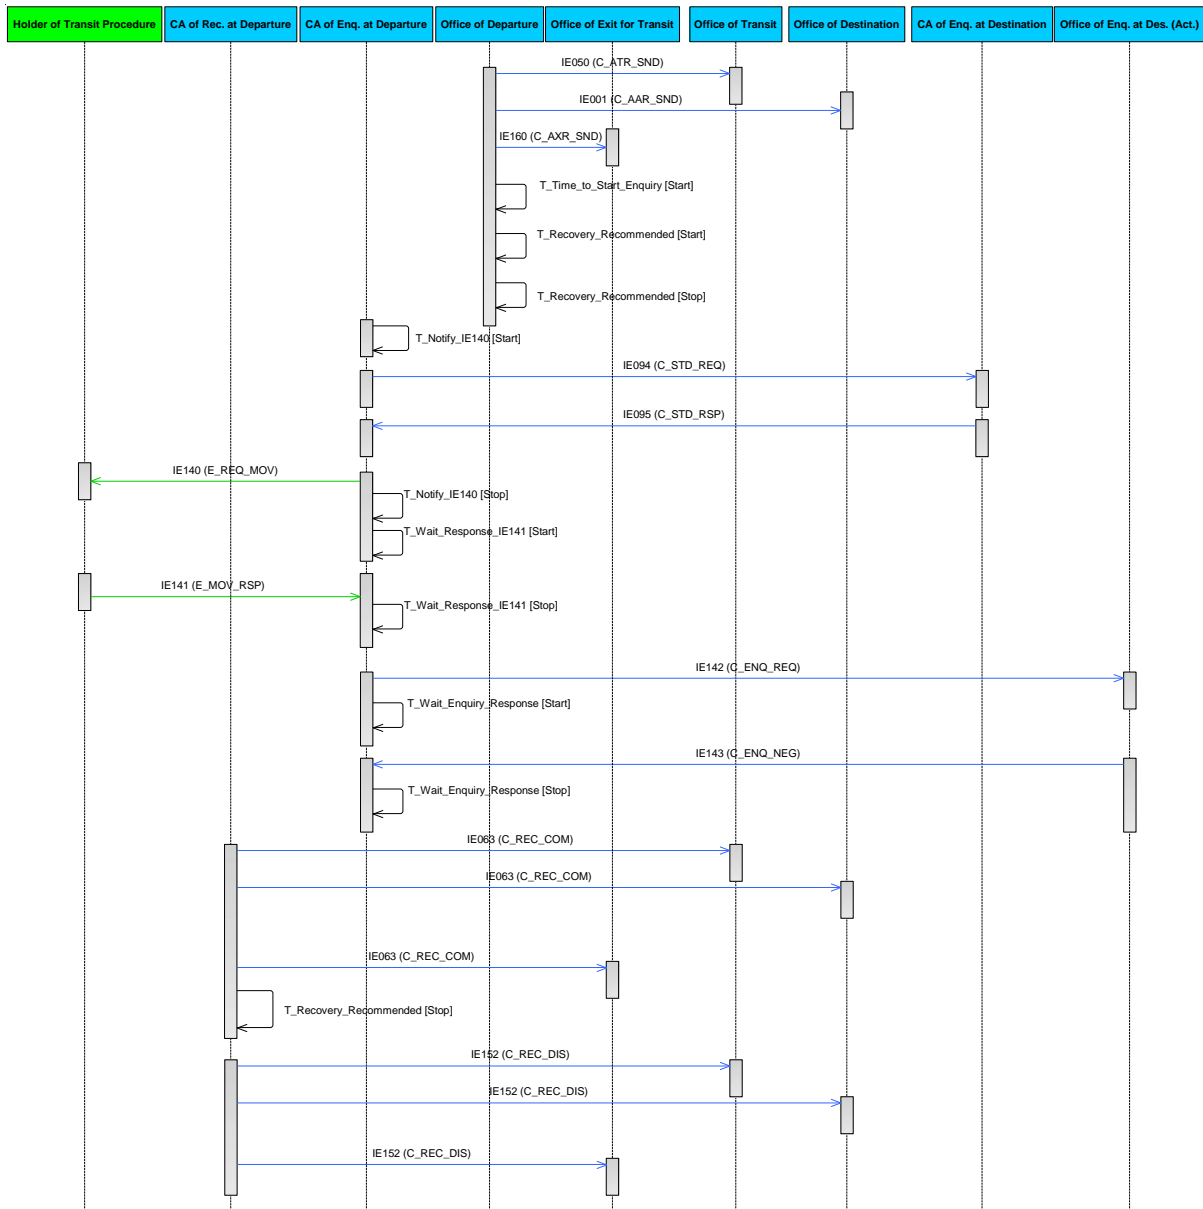 Holder of Transit Procedure
CA of Rec. at Departure
CA of Enq. at Departure
Office of Departure
Office of Exit for Transit
Office of Transit
Office of Destination
CA of Enq. at Destination
Office of Enq. at Des. (Act.)
IE050 (C_ATR_SND)
IE001 (C_AAR_SND)
IE160 (C_AXR_SND)
T_Time_to_Start_Enquiry [Start]
T_Recovery_Recommended [Start]
T_Recovery_Recommended [Stop]
T_Notify_IE140 [Start]
IE094 (C_STD_REQ)
IE095 (C_STD_RSP)
IE140 (E_REQ_MOV)
T_Notify_IE140 [Stop]
T_Wait_Response_IE141 [Start]
IE141 (E_MOV_RSP)
T_Wait_Response_IE141 [Stop]
IE142 (C_ENQ_REQ)
T_Wait_Enquiry_Response [Start]
IE143 (C_ENQ_NEG)
T_Wait_Enquiry_Response [Stop]
IE063 (C_REC_COM)
IE063 (C_REC_COM)
IE063 (C_REC_COM)
T_Recovery_Recommended [Stop]
IE152 (C_REC_DIS)
IE152 (C_REC_DIS)
IE152 (C_REC_DIS)